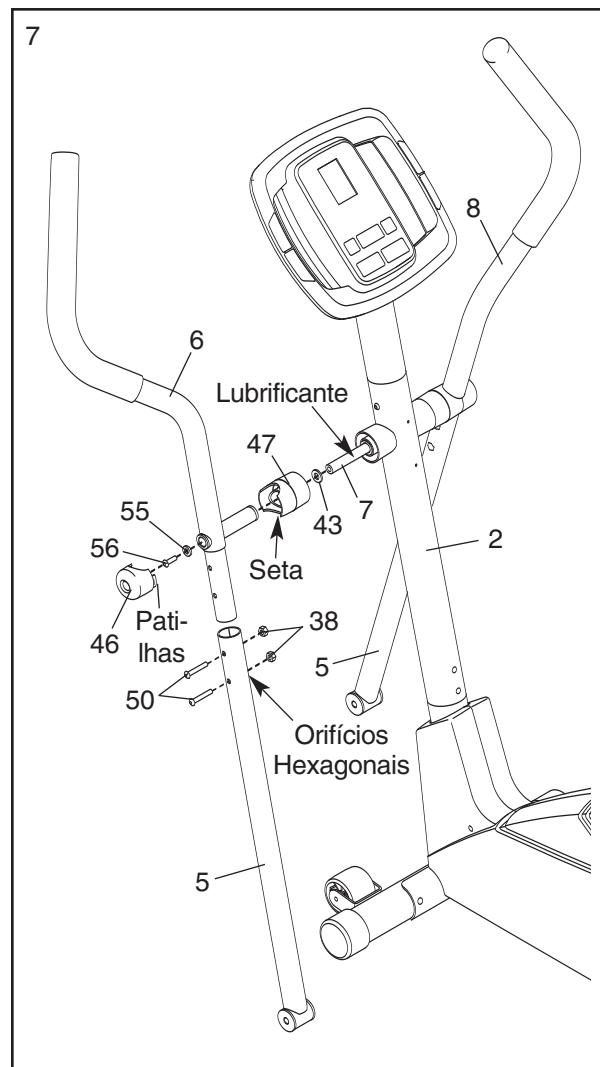 7
8
6
Lubrificante
47
55
43
7
56
2
Seta
46
Pati-
lhas
38
5
50
Orifícios
Hexagonais
5